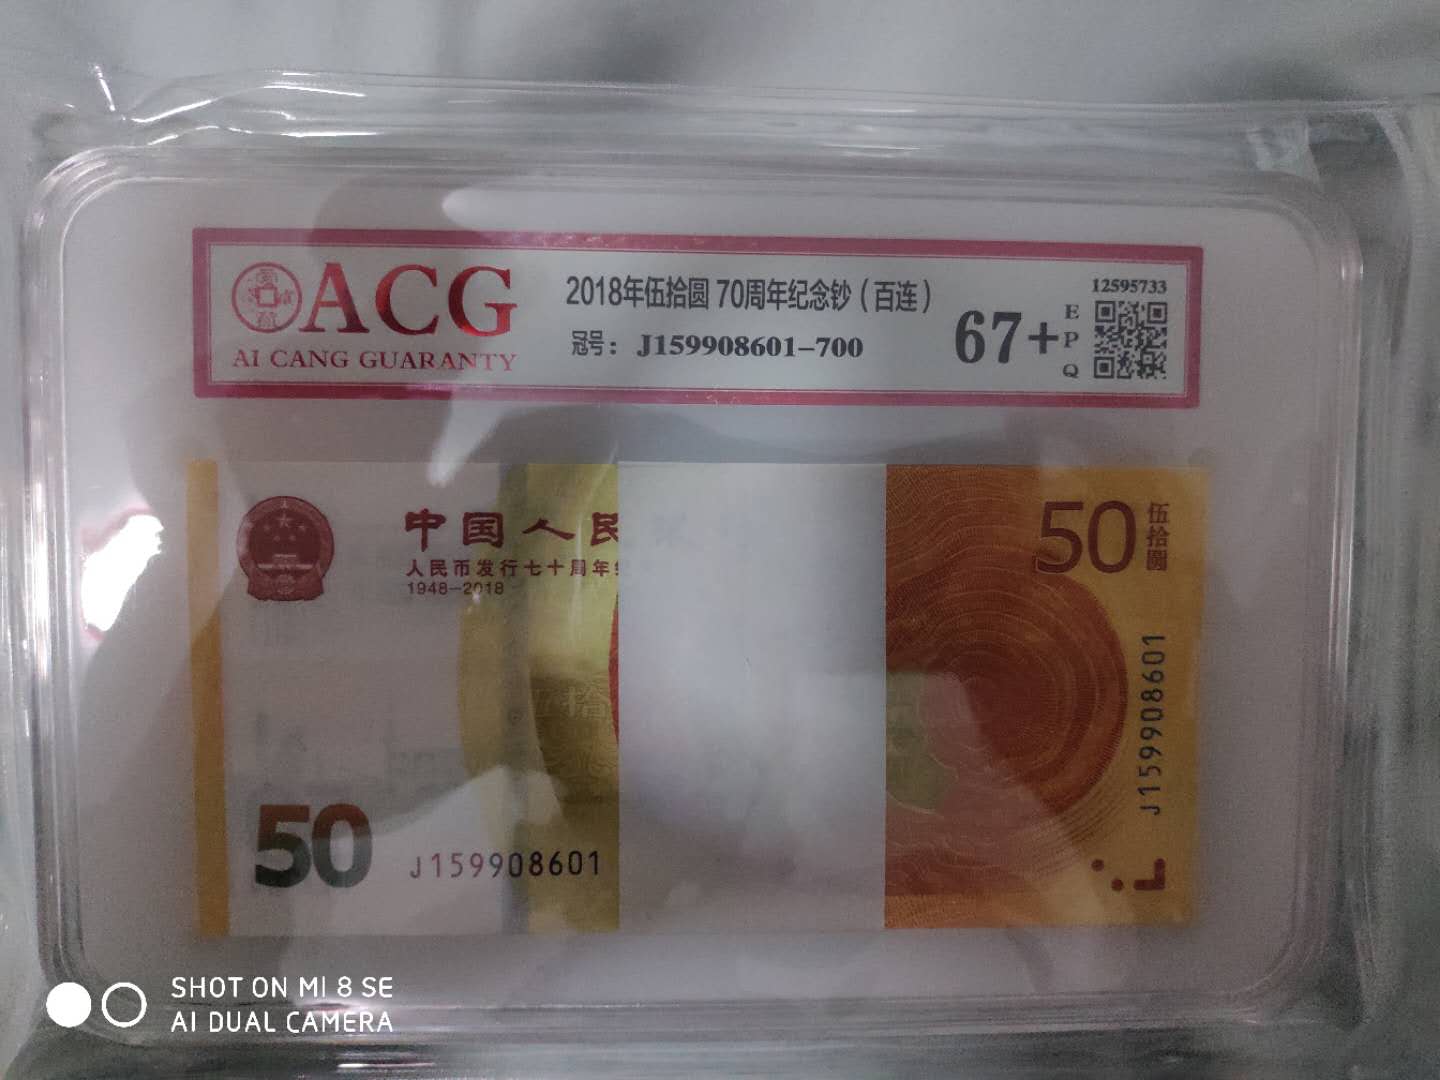 ACG
AI CANG GUARANTY
2018年伍拾圆 70周年纪念钞(百连)
冠号: J159908601-700
67+
EPQ
12595733
中国人民
人民币发行七十周年
1948-2018
50
伍拾圆
J159908601
伍拾
50
J159908601
SHOT ON MI 8 SE
AI DUAL CAMERA